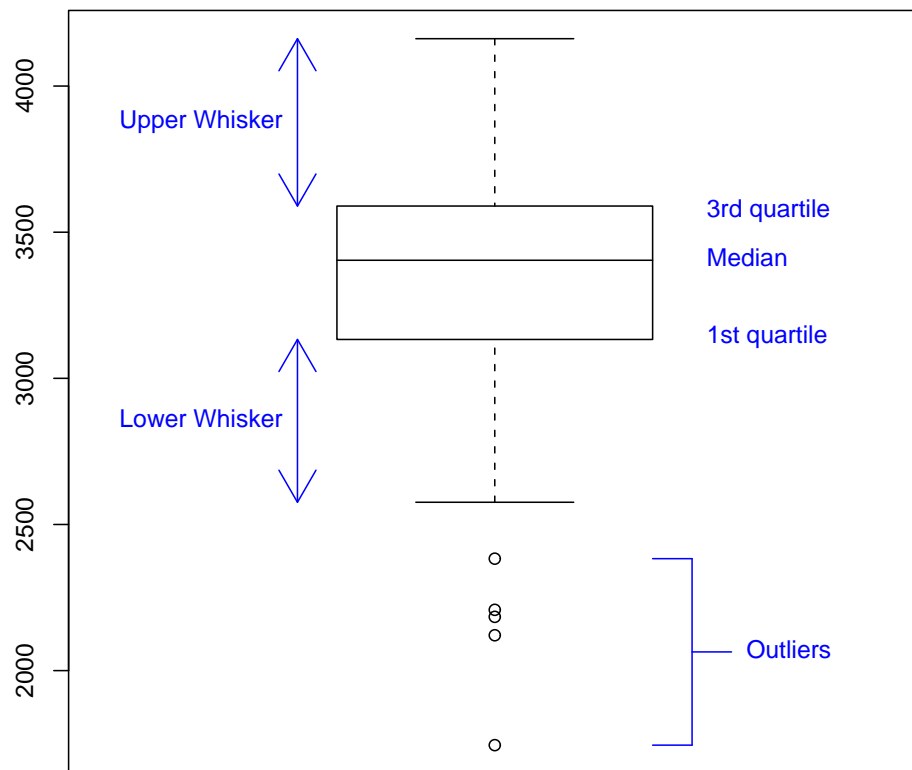 4000
3500
3000
2500
2000
Upper Whisker
3rd quartile
Median
1st quartile
Lower Whisker
Outliers